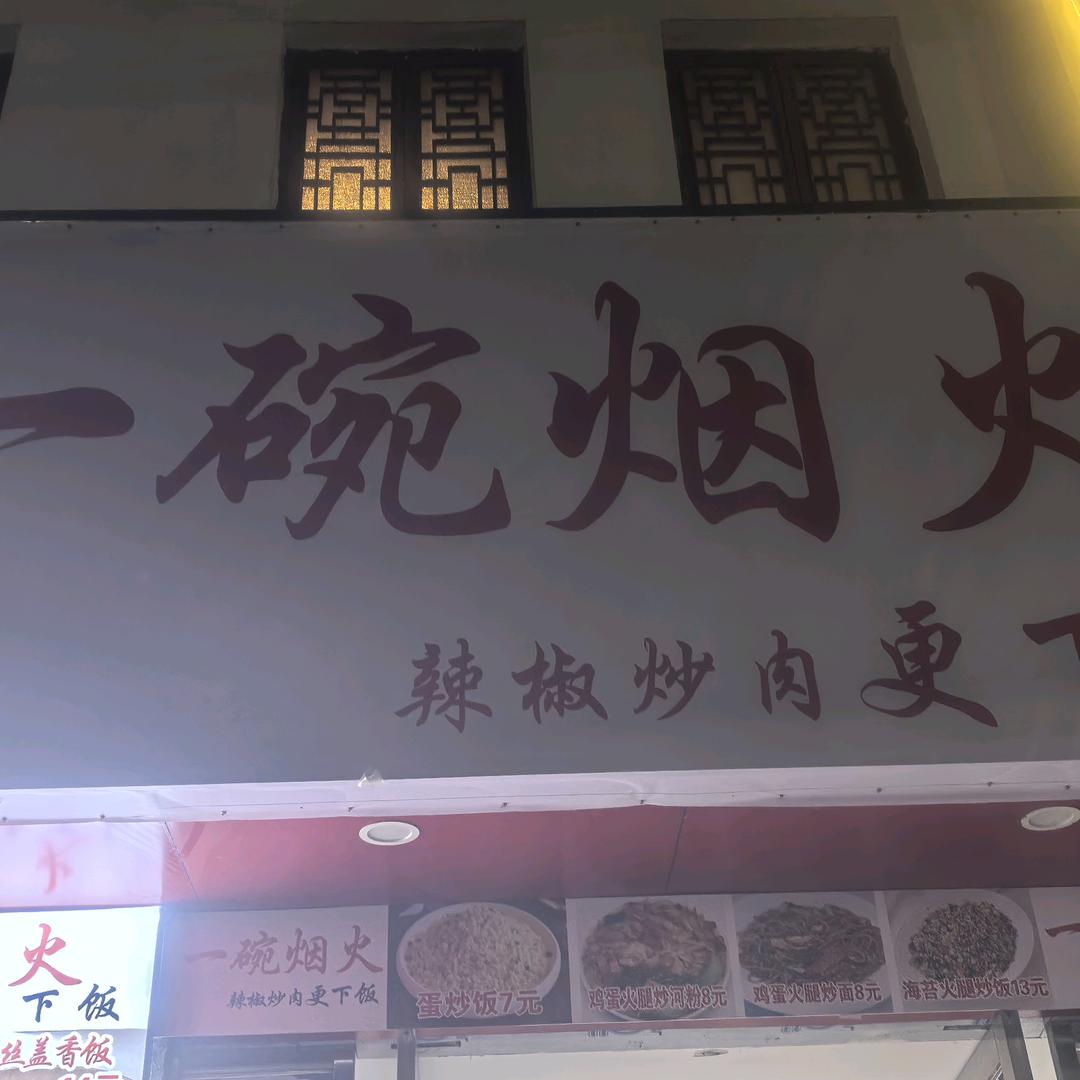 一碗烟火
辣椒炒肉更下
火
下饭
丝盖香饭
一碗烟火
辣椒炒肉更下饭
蛋炒饭7元
鸡蛋火腿炒河粉8元
鸡蛋火腿炒面8元
海苔火腿炒饭13元
一